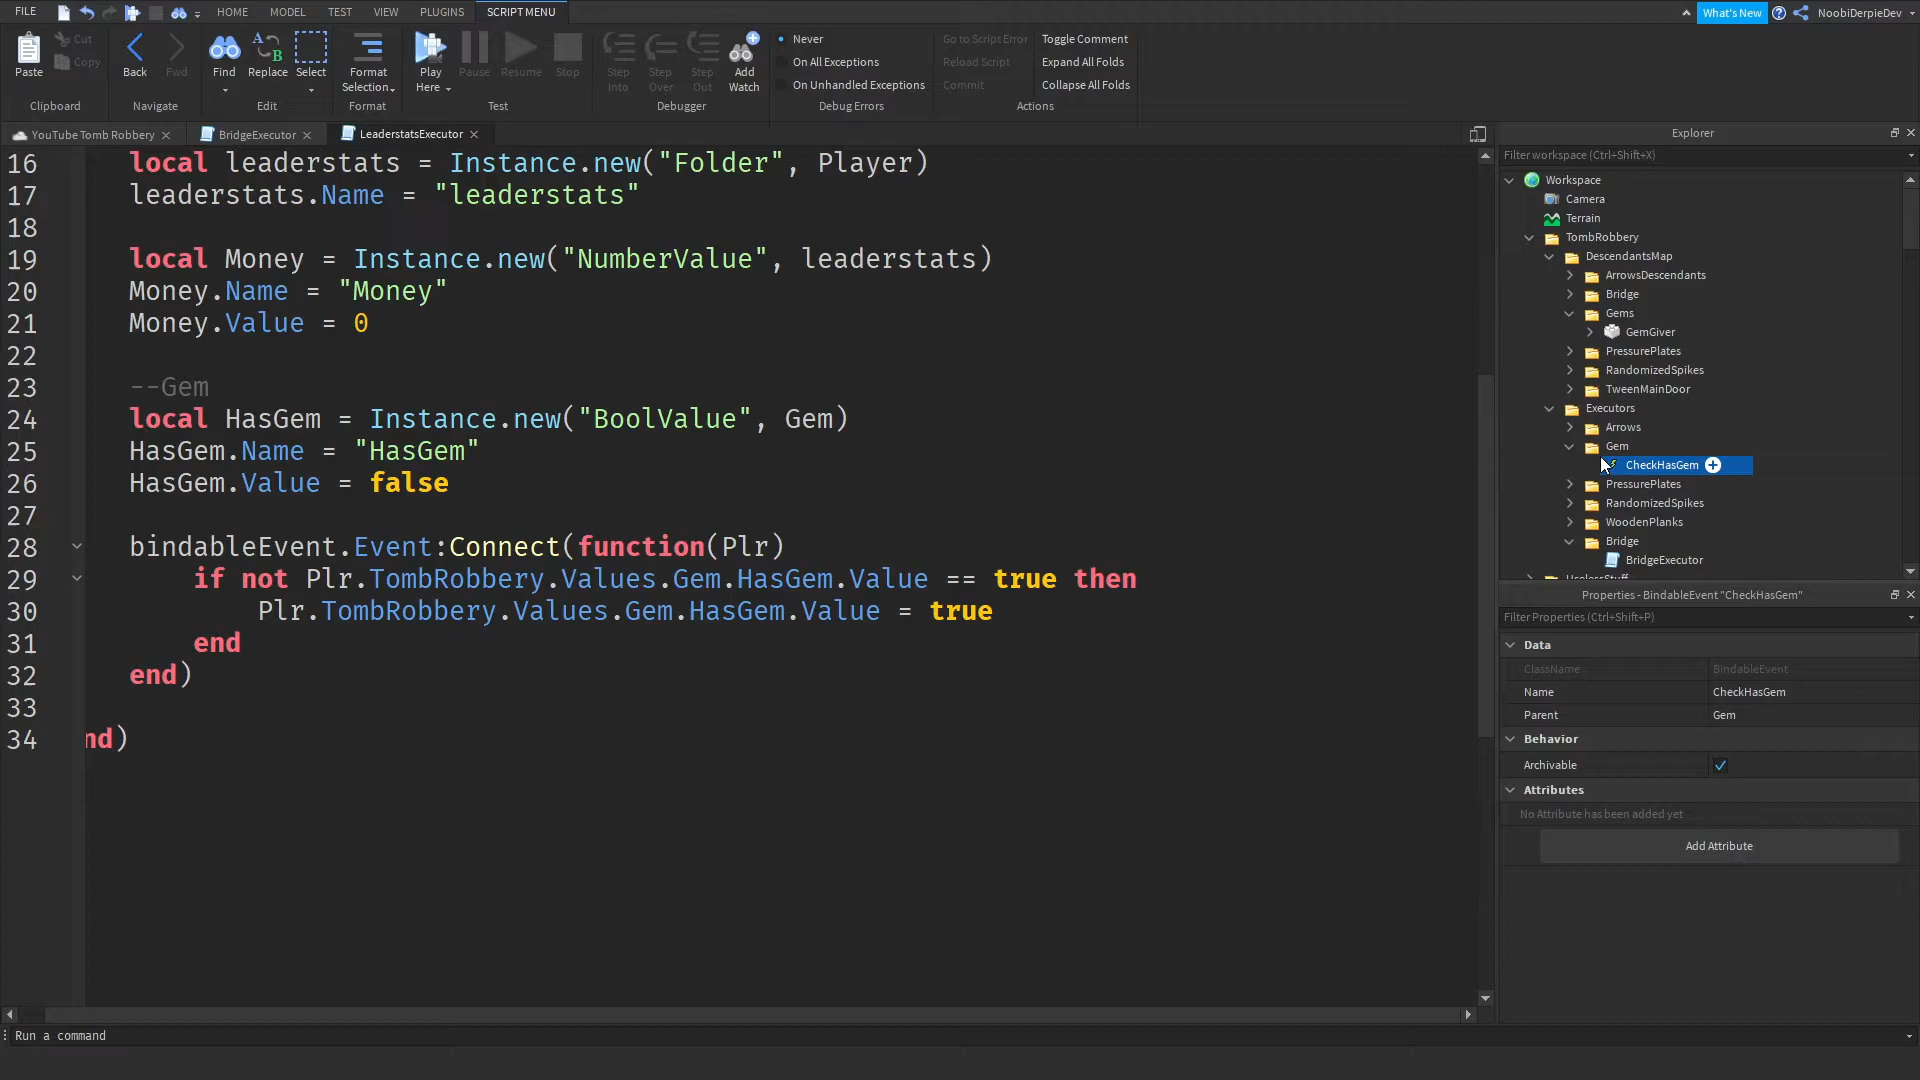 FILE
HOME
MODEL
TEST
VIEW
PLUGINS
SCRIPT MENU
What's New
NoobiDerpieDev
Paste
Cut
Copy
Clipboard
Back
Fwd
Navigate
Find
Replace
Select
Edit
Format
Selection
Format
Play
Here
Pause
Resume
Stop
Test
Step
Into
Step
Over
Step
Out
Add
Watch
Debugger
Never
On All Exceptions
On Unhandled Exceptions
Debug Errors
Go to Script Error
Reload Script
Commit
Toggle Comment
Expand All Folds
Collapse All Folds
Actions
YouTube Tomb Robbery
BridgeExecutor
LeaderstatsExecutor
16 local leaderstats = Instance.new("Folder", Player)
17 leaderstats.Name = "leaderstats"
18
19 local Money = Instance.new("NumberValue", leaderstats)
20 Money.Name = "Money"
21 Money.Value = 0
22
23 --Gem
24 local HasGem = Instance.new("BoolValue", Gem)
25 HasGem.Name = "HasGem"
26 HasGem.Value = false
27
28 bindableEvent.Event:Connect(function(Plr)
29 if not Plr.TombRobbery.Values.Gem.HasGem.Value == true then
30 Plr.TombRobbery.Values.Gem.HasGem.Value = true
31 end
32 end)
33
34 nd)
Run a command
Explorer
Filter workspace (Ctrl+Shift+X)
Workspace
Camera
Terrain
TombRobbery
DescendantsMap
ArrowsDescendants
Bridge
Gems
GemGiver
PressurePlates
RandomizedSpikes
TweenMainDoor
Executors
Arrows
Gem
CheckHasGem
PressurePlates
RandomizedSpikes
WoodenPlanks
Bridge
BridgeExecutor
UselessStuff
Properties - BindableEvent "CheckHasGem"
Filter Properties (Ctrl+Shift+P)
Data
ClassName BindableEvent
Name CheckHasGem
Parent Gem
Behavior
Archivable
Attributes
No Attribute has been added yet
Add Attribute